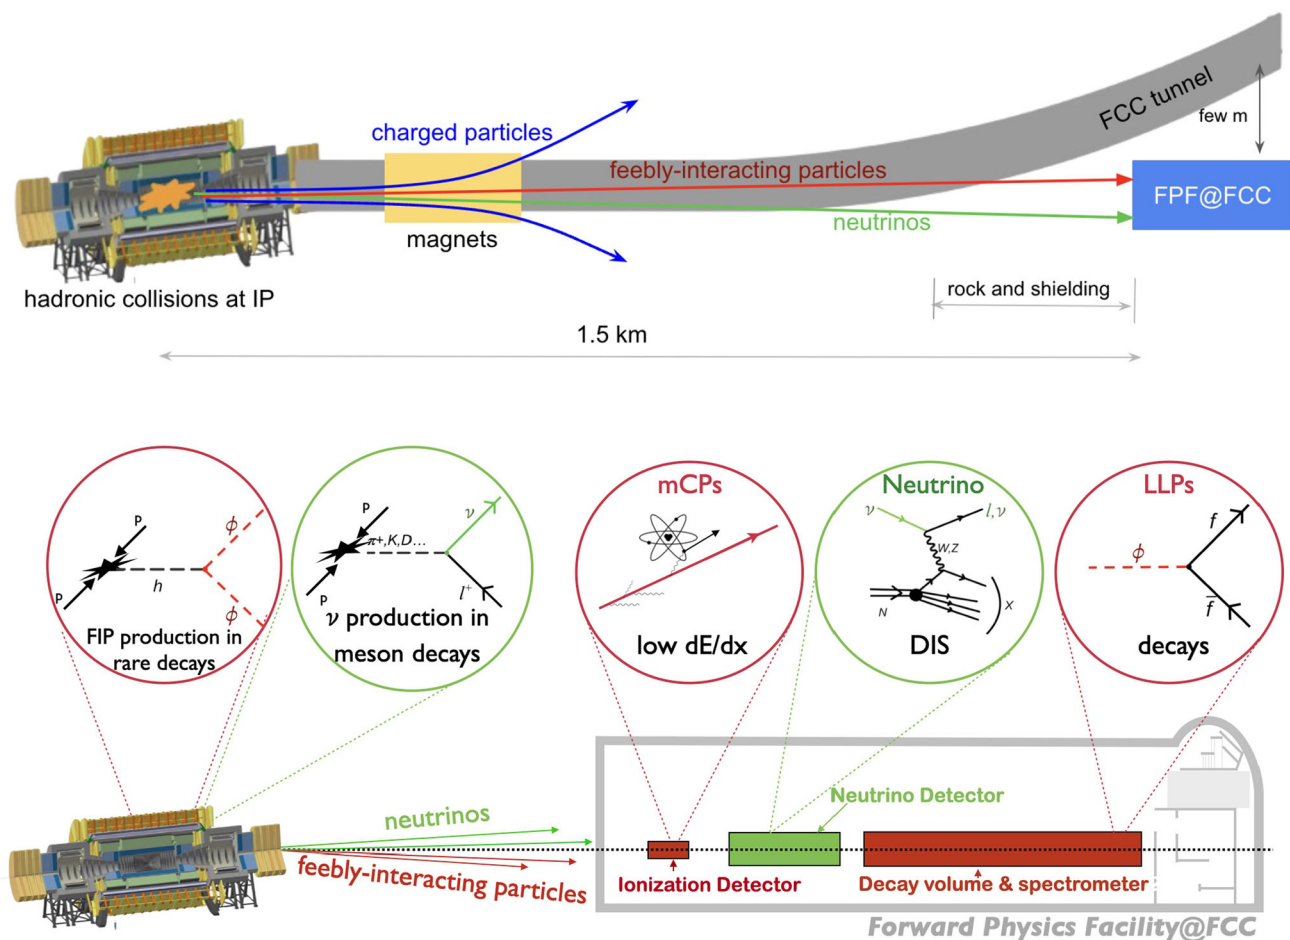 FCC tunnel
few m
charged particles
feebly-interacting particles
FPF@FCC
neutrinos
magnets
rock and shielding
hadronic collisions at IP
1.5 km
P
ϕ
h
P
ϕ
FIP production in
rare decays
P
ν
π+,K,D...
P
l+
ν production in
meson decays
mCPs
low dE/dx
Neutrino
ν
l,ν
W,Z
N
X
DIS
LLPs
f
ϕ
f̅
decays
neutrinos
feebly-interacting particles
Neutrino Detector
Ionization Detector
Decay volume & spectrometer
Forward Physics Facility@FCC